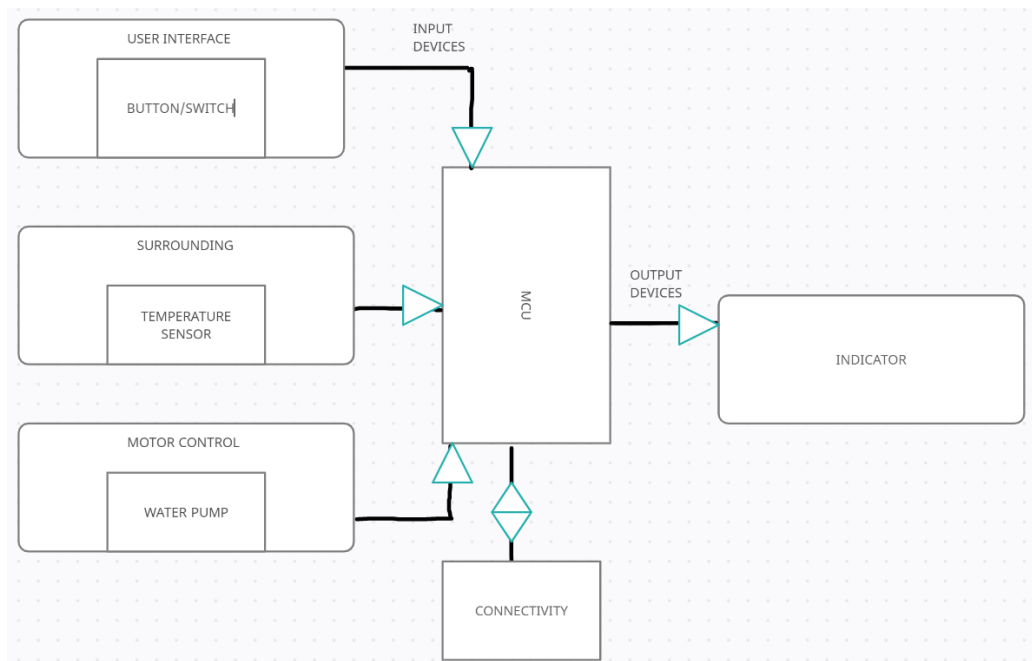 USER INTERFACE
BUTTON/SWITCH
INPUT
DEVICES
SURROUNDING
TEMPERATURE
SENSOR
MOTOR CONTROL
WATER PUMP
MCU
OUTPUT
DEVICES
INDICATOR
CONNECTIVITY